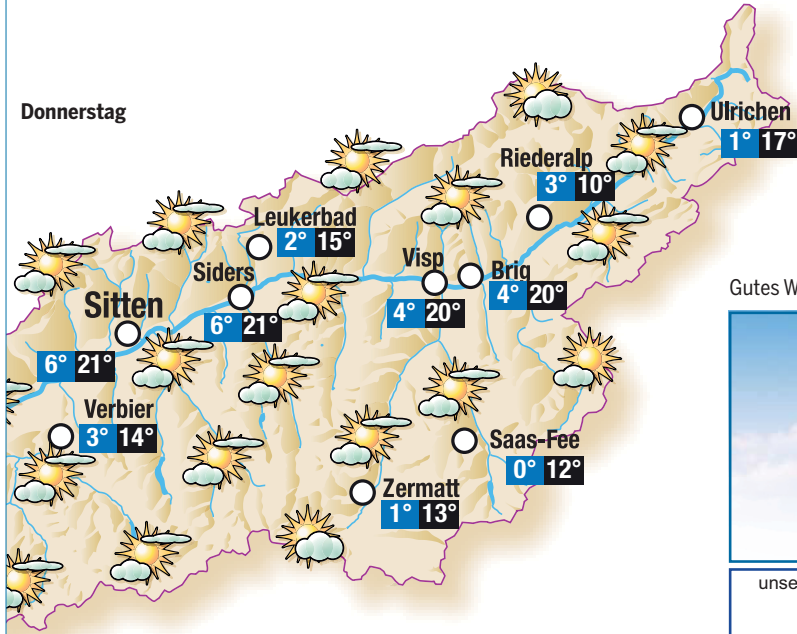 Donnerstag
Ulrichen
1° 17°
Riederalp
3° 10°
Leukerbad
2° 15°
Visp
4° 20°
Brig
4° 20°
Siders
6° 21°
Sitten
6° 21°
Gutes W
Verbier
3° 14°
Saas-Fee
0° 12°
Zermatt
1° 13°
unse